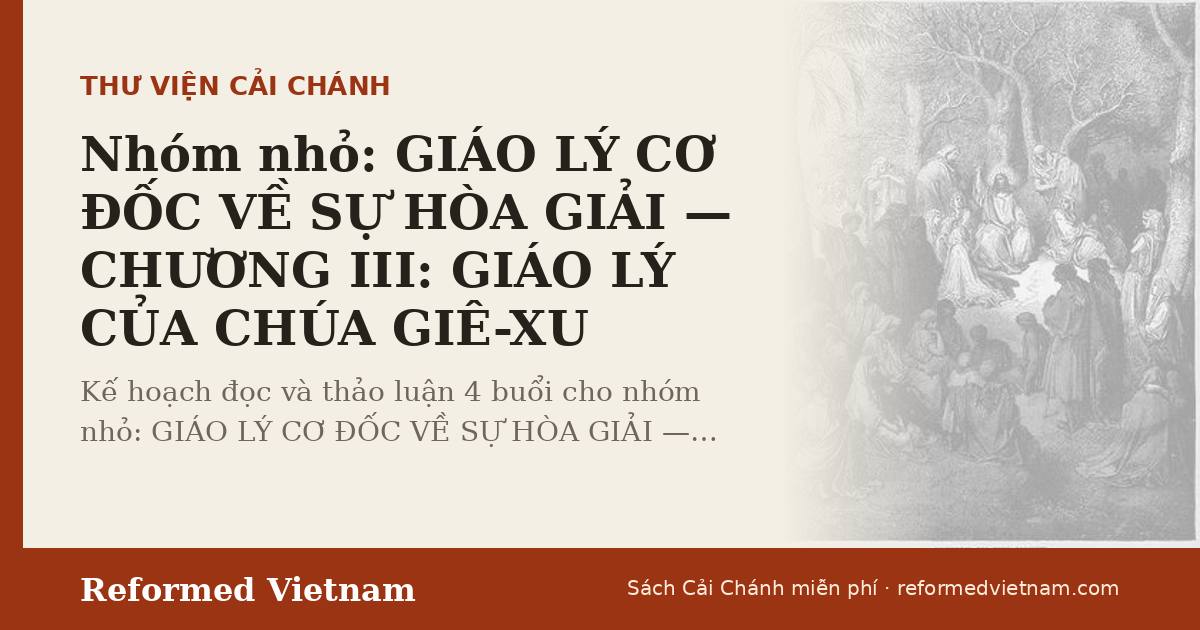 THƯ VIỆN CẢI CHÁNH
Nhóm nhỏ: GIÁO LÝ CƠ
ĐỐC VỀ SỰ HÒA GIẢI —
CHƯƠNG III: GIÁO LÝ
CỦA CHÚA GIÊ-XU
Kế hoạch đọc và thảo luận 4 buổi cho nhóm
nhỏ: GIÁO LÝ CƠ ĐỐC VỀ SỰ HÒA GIẢI —...
Reformed Vietnam
Sách Cải Chánh miễn phí · reformedvietnam.com